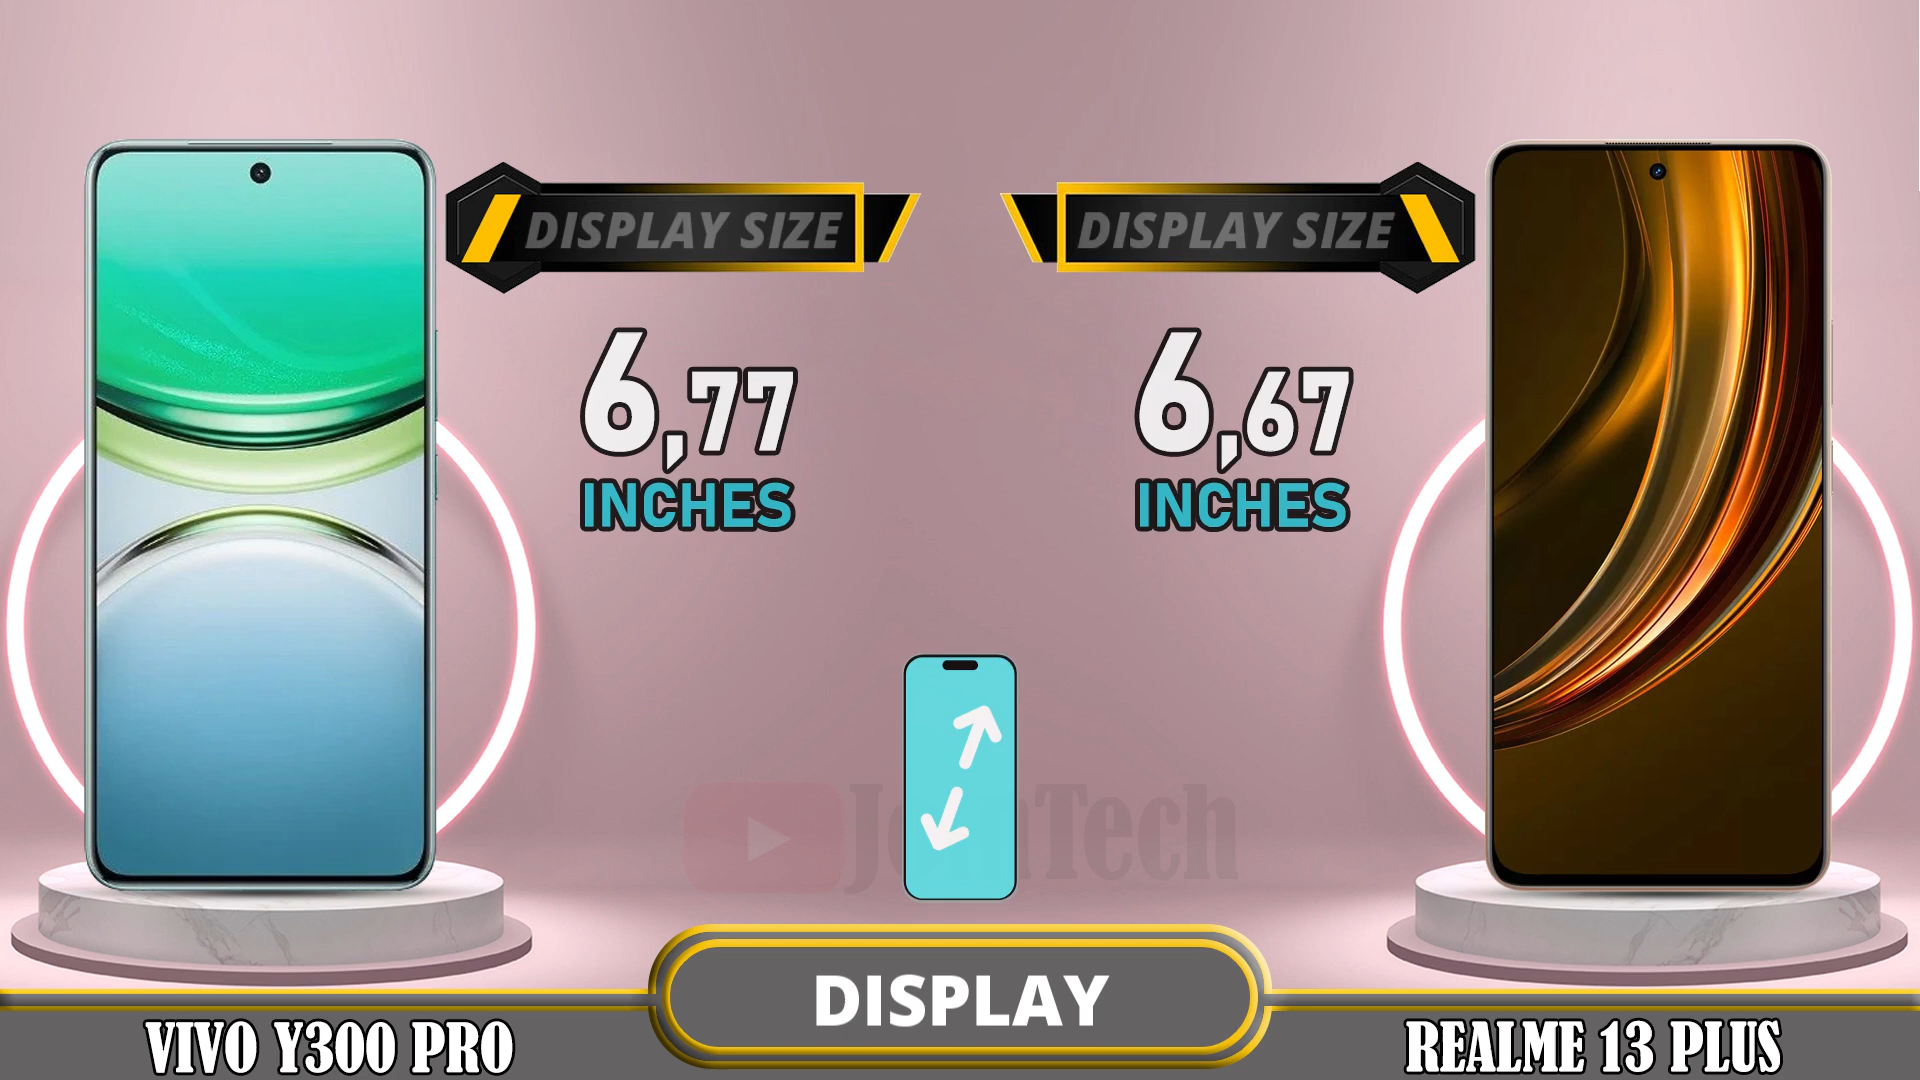 DISPLAY SIZE
6,77
INCHES
DISPLAY SIZE
6,67
INCHES
DISPLAY
VIVO Y300 PRO
REALME 13 PLUS